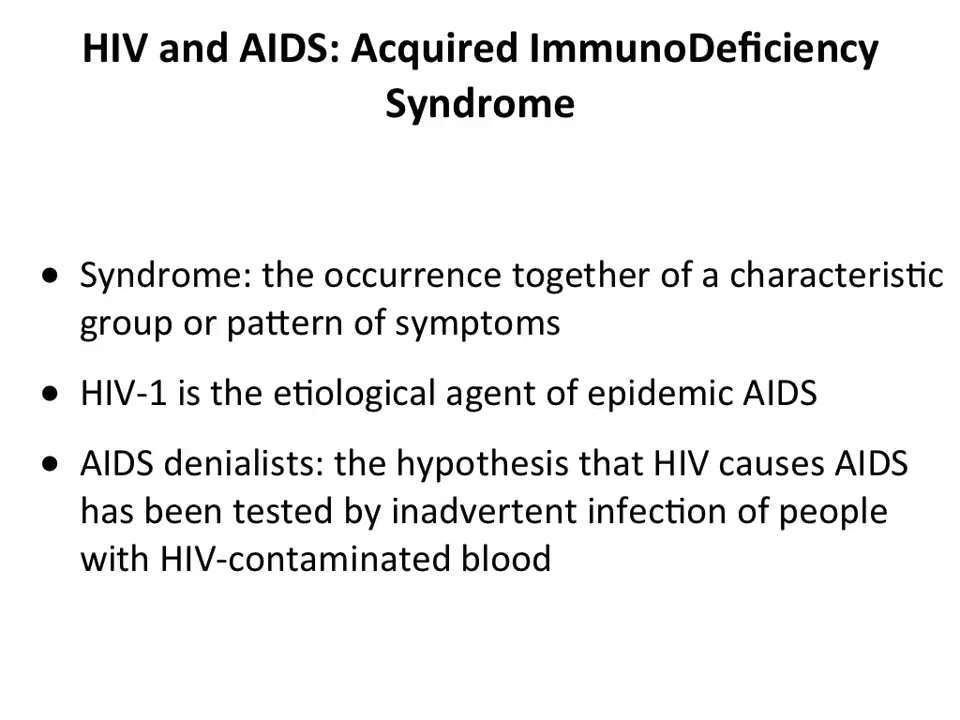 HIV and AIDS: Acquired ImmunoDeficiency
Syndrome
• Syndrome: the occurrence together of a characteristic
group or pattern of symptoms
• HIV-1 is the etiological agent of epidemic AIDS
• AIDS denialists: the hypothesis that HIV causes AIDS
has been tested by inadvertent infection of people
with HIV-contaminated blood